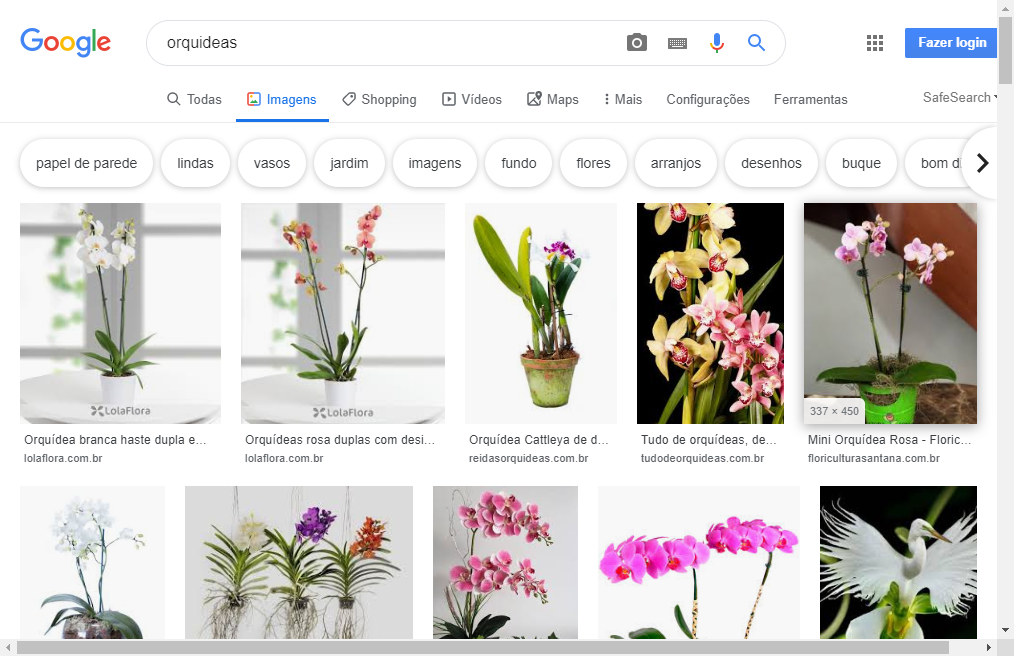 Google
orquideas
Fazer login
Todas
Imagens
Shopping
Vídeos
Maps
Mais
Configurações
Ferramentas
SafeSearch
papel de parede
lindas
vasos
jardim
imagens
fundo
flores
arranjos
desenhos
buque
bom d
LolaFlora
LolaFlora
337 × 450
Orquídea branca haste dupla e...
lolaflora.com.br
Orquídeas rosa duplas com desi...
lolaflora.com.br
Orquídea Cattleya de d...
reidasorquideas.com.br
Tudo de orquídeas, de...
tudodeorquideas.com.br
Mini Orquídea Rosa - Floric...
floriculturasantana.com.br